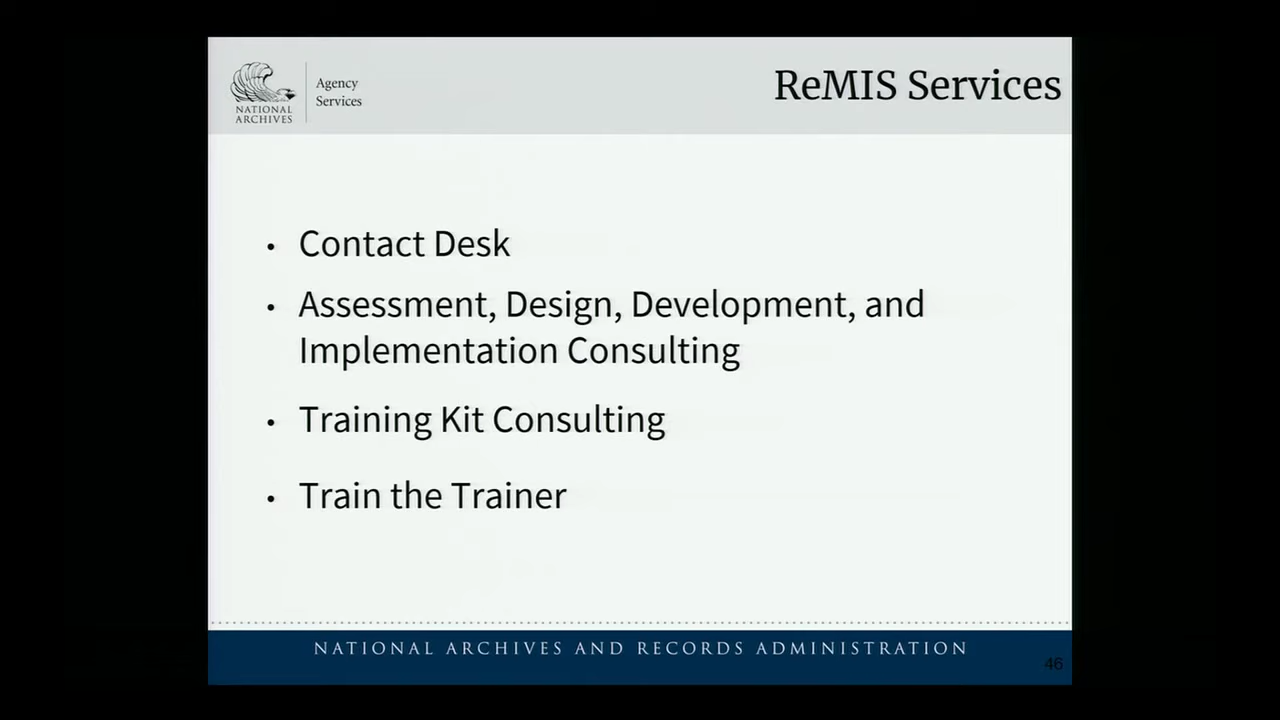 NATIONAL
ARCHIVES
Agency
Services
ReMIS Services
• Contact Desk
• Assessment, Design, Development, and
Implementation Consulting
• Training Kit Consulting
• Train the Trainer
NATIONAL ARCHIVES AND RECORDS ADMINISTRATION
46